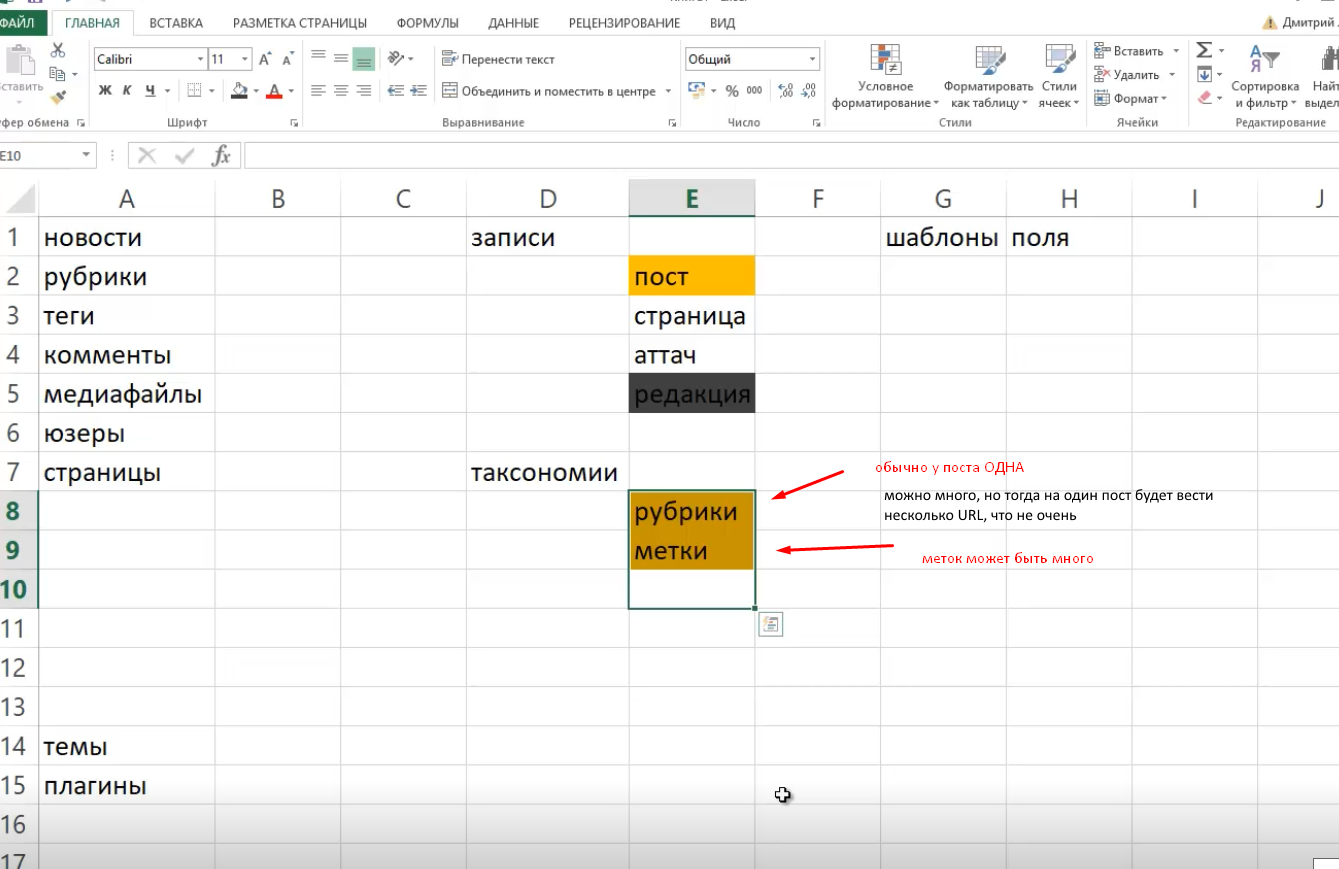 ФАЙЛ ГЛАВНАЯ ВСТАВКА РАЗМЕТКА СТРАНИЦЫ ФОРМУЛЫ ДАННЫЕ РЕЦЕНЗИРОВАНИЕ ВИД Дмитрий
Calibri 11 Перенести текст Общий Вставить
Условное Форматировать Стили Удалить Сортировка
Ж К Ч А Объединить и поместить в центре % 000 форматирование как таблицу ячеек Формат и фильтр
Шрифт Выравнивание Число Стили Ячейки Редактирование
E10 fx
A B C D E F G H I J
1 новости записи шаблоны поля
2 рубрики пост
3 теги страница
4 комменты аттач
5 медиафайлы редакция
6 юзеры
7 страницы таксономии обычно у поста ОДНА
можно много, но тогда на один пост будет вести
8 рубрики несколько URL, что не очень
9 метки меток может быть много
10
11
12
13
14 темы
15 плагины
16
17